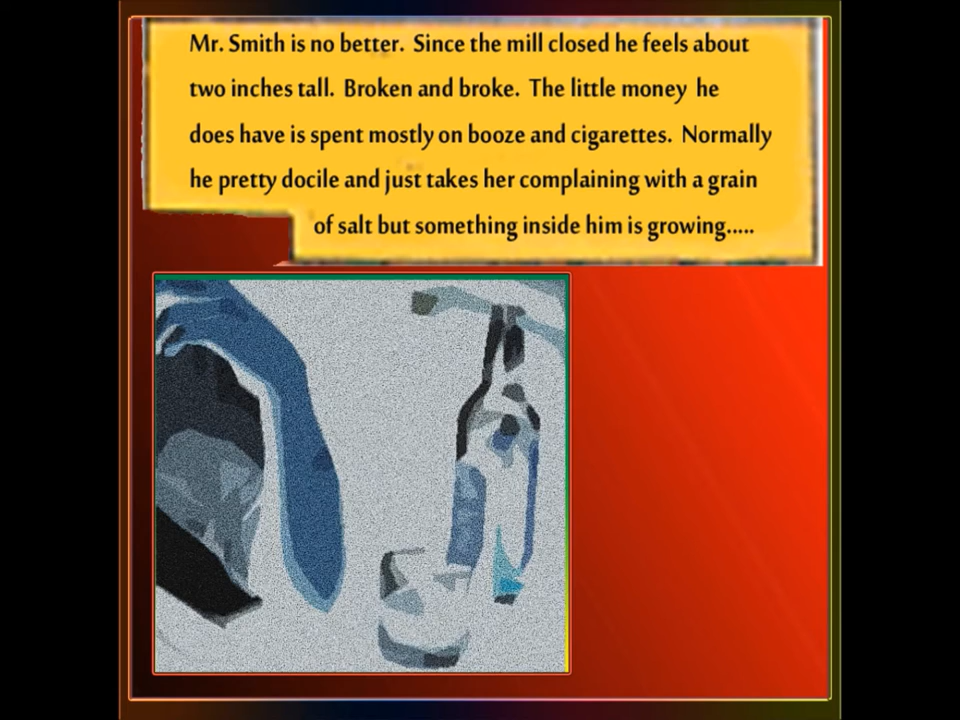 Mr. Smith is no better.  Since the mill closed he feels about
two inches tall.  Broken and broke.  The little money  he
does have is spent mostly on booze and cigarettes.  Normally
he pretty docile and just takes her complaining with a grain
of salt but something inside him is growing.....